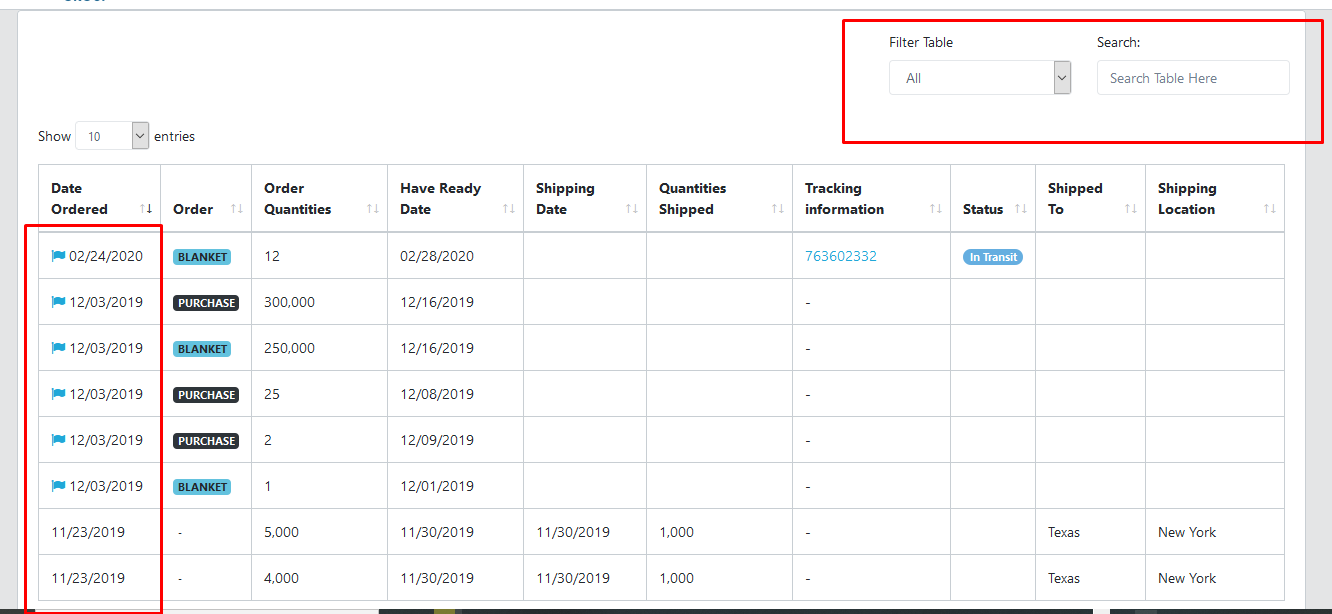 Filter Table Search:
All Search Table Here
Show 10 entries
Date Ordered Order Order Quantities Have Ready Date Shipping Date Quantities Shipped Tracking information Status Shipped To Shipping Location
02/24/2020 BLANKET 12 02/28/2020 763602332 In Transit
12/03/2019 PURCHASE 300,000 12/16/2019 -
12/03/2019 BLANKET 250,000 12/16/2019 -
12/03/2019 PURCHASE 25 12/08/2019 -
12/03/2019 PURCHASE 2 12/09/2019 -
12/03/2019 BLANKET 1 12/01/2019 -
11/23/2019 - 5,000 11/30/2019 11/30/2019 1,000 - Texas New York
11/23/2019 - 4,000 11/30/2019 11/30/2019 1,000 - Texas New York